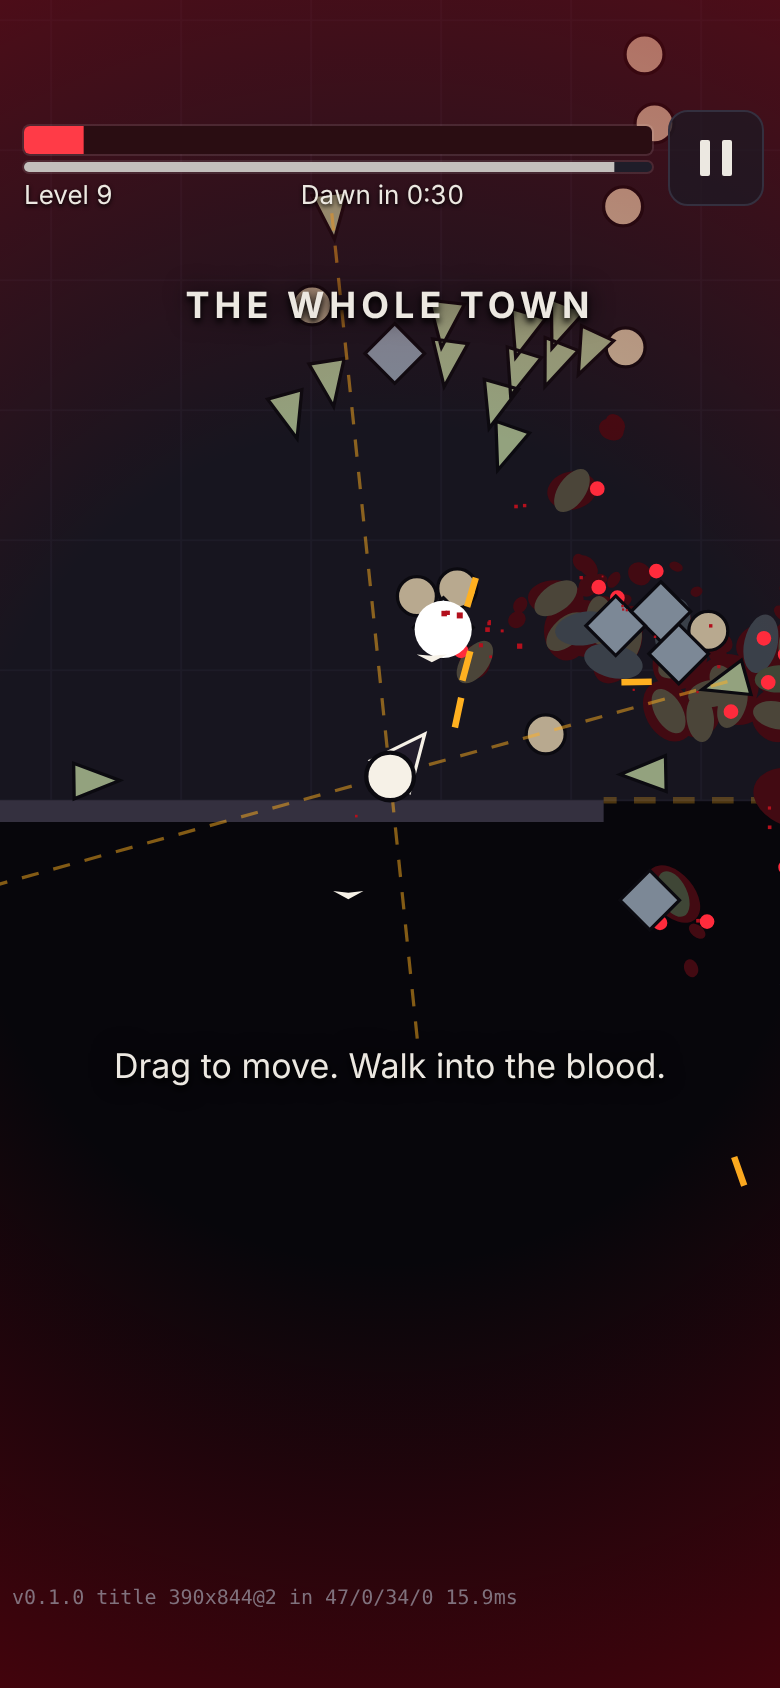 Level 9
Dawn in 0:30
THE WHOLE TOWN
Drag to move. Walk into the blood.
v0.1.0 title 390x844@2 in 47/0/34/0 15.9ms